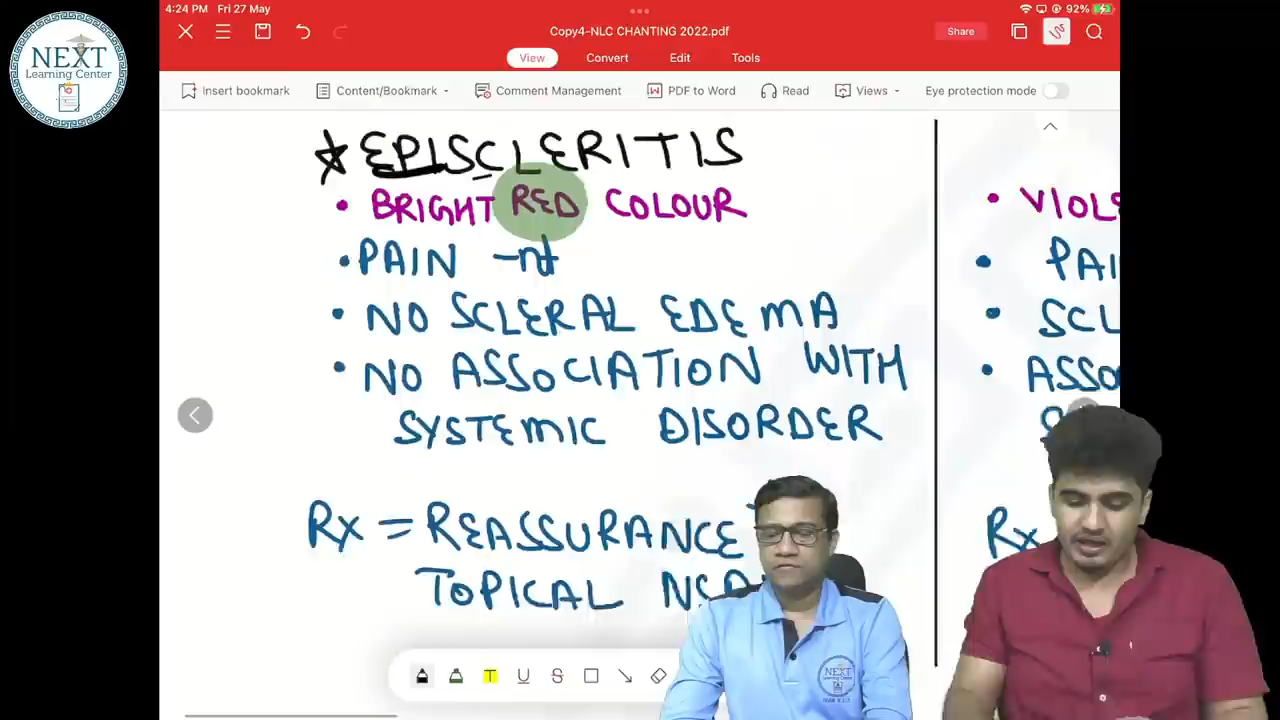 4:24 PM Fri 27 May
92%
NEXT
Learning Center
Copy4-NLC CHANTING 2022.pdf
Share
View Convert Edit Tools
Insert bookmark Content/Bookmark Comment Management PDF to Word Read Views Eye protection mode
EPISCLERITIS
• BRIGHT RED COLOUR
• PAIN -nt
• NO SCLERAL EDEMA
• NO ASSOCIATION WITH
SYSTEMIC DISORDER
Rx = REASSURANCE
TOPICAL
• VIOL
• PAI
• SCL
• ASSO
Rx
T U S
NEXT